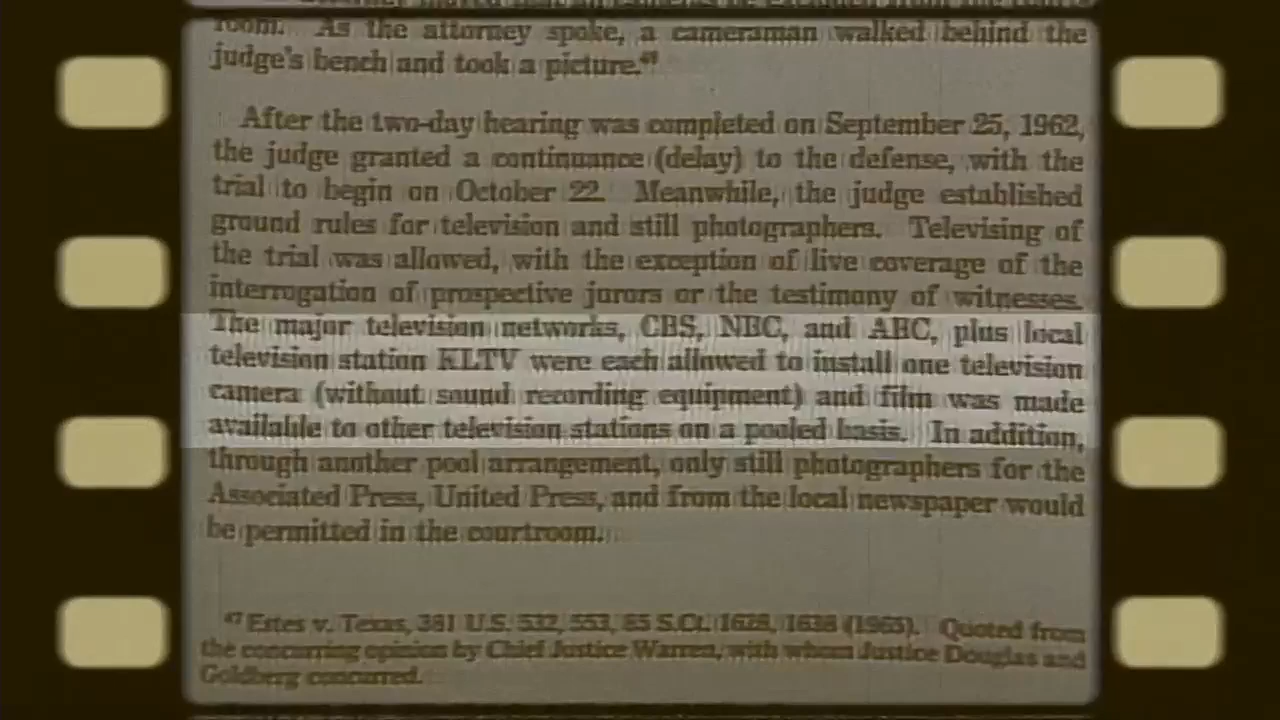 room. As the attorney spoke, a cameraman walked behind the
judge's bench and took a picture.47
After the two-day hearing was completed on September 25, 1962,
the judge granted a continuance (delay) to the defense, with the
trial to begin on October 22. Meanwhile, the judge established
ground rules for television and still photographers. Televising of
the trial was allowed, with the exception of live coverage of the
interrogation of prospective jurors or the testimony of witnesses.
The major television networks, CBS, NBC, and ABC, plus local
television station KLTV were each allowed to install one television
camera (without sound recording equipment) and film was made
available to other television stations on a pooled basis. In addition,
through another pool arrangement, only still photographers for the
Associated Press, United Press, and from the local newspaper would
be permitted in the courtroom.
47 Estes v. Texas, 381 U.S. 532, 553, 85 S.Ct. 1628, 1638 (1965). Quoted from
the concurring opinion by Chief Justice Warren, with whom Justice Douglas and
Goldberg concurred.